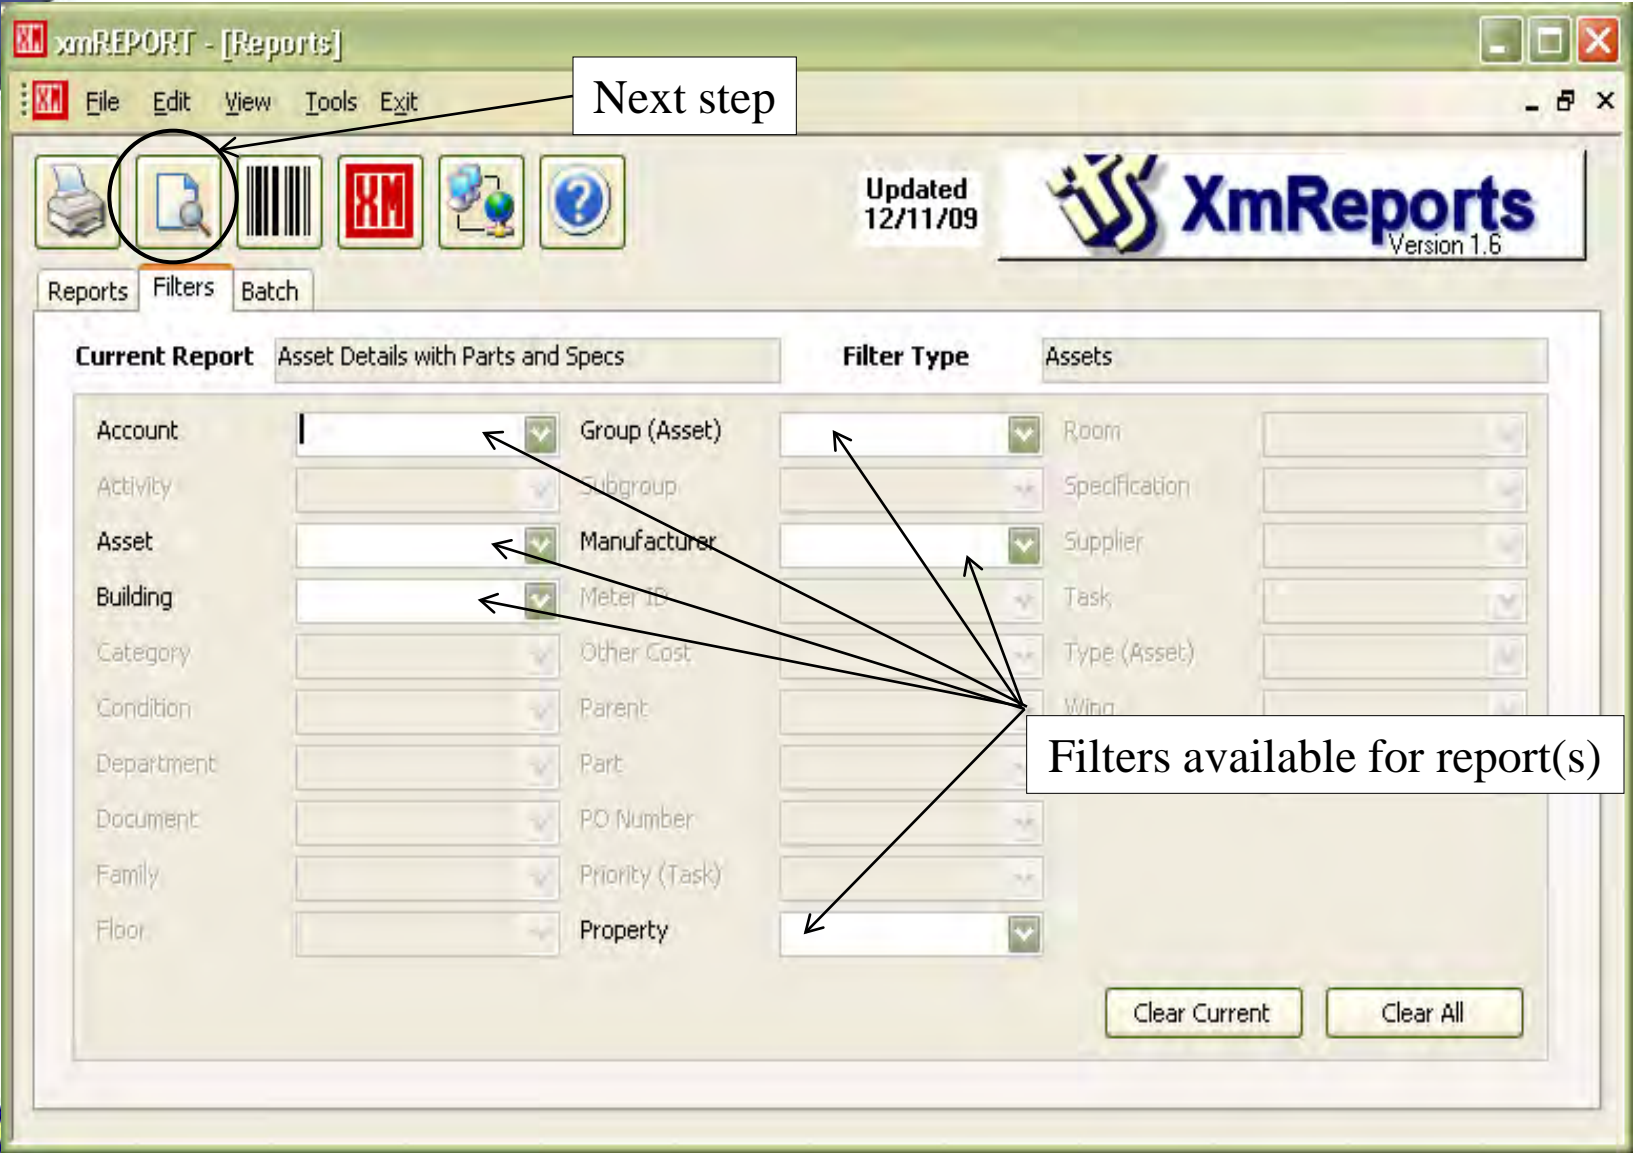 xmREPORT - [Reports]
File Edit View Tools Exit
Next step
XM
Updated
12/11/09
its XmReports
Version 1.6
Reports Filters Batch
Current Report Asset Details with Parts and Specs Filter Type Assets
Account Group (Asset) Room
Activity Subgroup Specification
Asset Manufacturer Supplier
Building Meter ID Task
Category Other Cost Type (Asset)
Condition Parent Wing
Department Part
Filters available for report(s)
Document PO Number
Family Priority (Task)
Floor Property
Clear Current Clear All